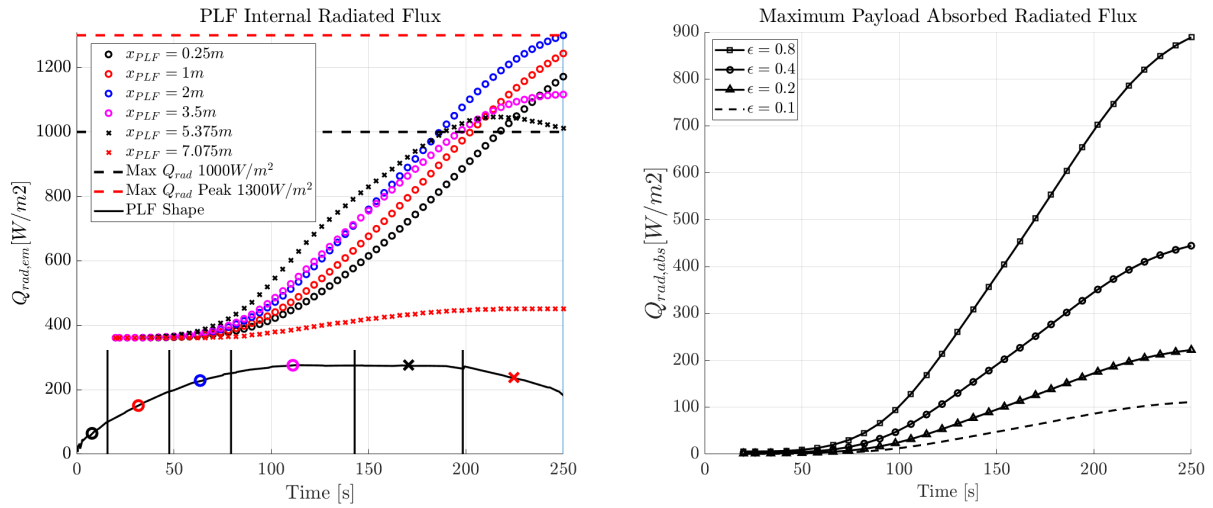 PLF Internal Radiated Flux
x_PLF = 0.25m
x_PLF = 1m
x_PLF = 2m
x_PLF = 3.5m
x_PLF = 5.375m
x_PLF = 7.075m
Max Q_rad 1000W/m²
Max Q_rad Peak 1300W/m²
PLF Shape
Q_rad,em[W/m2]
1200
1000
800
600
400
200
0
0
50
100
150
200
250
Time [s]
Maximum Payload Absorbed Radiated Flux
ϵ = 0.8
ϵ = 0.4
ϵ = 0.2
ϵ = 0.1
Q_rad,abs[W/m2]
900
800
700
600
500
400
300
200
100
0
0
50
100
150
200
250
Time [s]